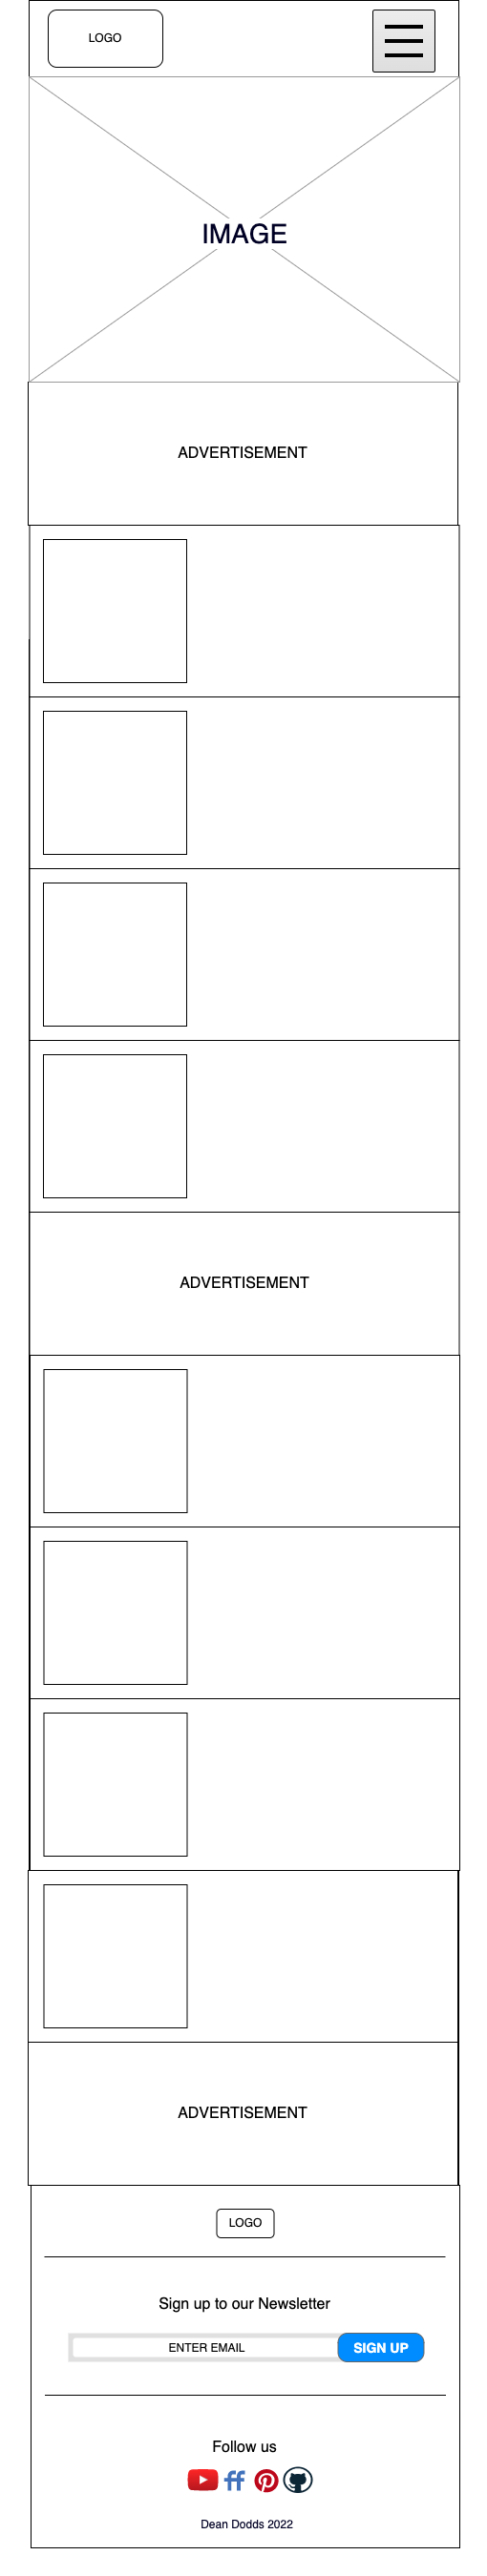 LOGO
IMAGE
ADVERTISEMENT
ADVERTISEMENT
ADVERTISEMENT
LOGO
Sign up to our Newsletter
ENTER EMAIL SIGN UP
Follow us
Dean Dodds 2022